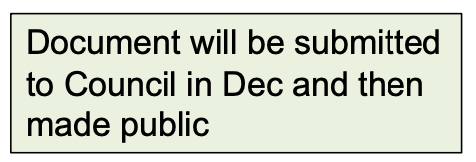 Document will be submitted
to Council in Dec and then
made public